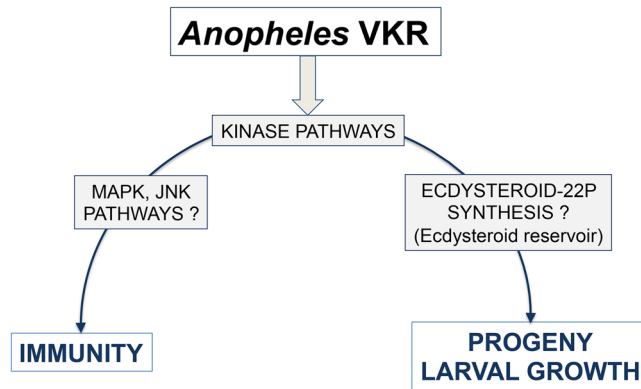 Anopheles VKR
KINASE PATHWAYS
MAPK, JNK
PATHWAYS ?
ECDYSTEROID-22P
SYNTHESIS ?
(Ecdysteroid reservoir)
IMMUNITY
PROGENY
LARVAL GROWTH